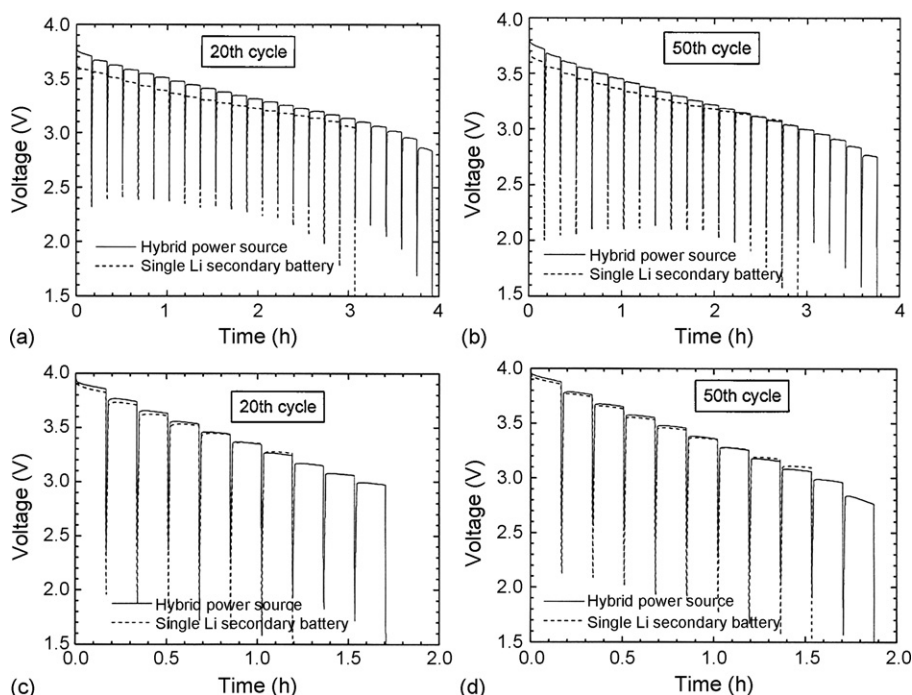 4.0
3.5
3.0
2.5
2.0
1.5
Voltage (V)
20th cycle
Hybrid power source
Single Li secondary battery
0 1 2 3 4
Time (h)
(a)
4.0
3.5
3.0
2.5
2.0
1.5
Voltage (V)
50th cycle
Hybrid power source
Single Li secondary battery
0 1 2 3 4
Time (h)
(b)
4.0
3.5
3.0
2.5
2.0
1.5
Voltage (V)
20th cycle
Hybrid power source
Single Li secondary battery
0.0 0.5 1.0 1.5 2.0
Time (h)
(c)
4.0
3.5
3.0
2.5
2.0
1.5
Voltage (V)
50th cycle
Hybrid power source
Single Li secondary battery
0.0 0.5 1.0 1.5 2.0
Time (h)
(d)